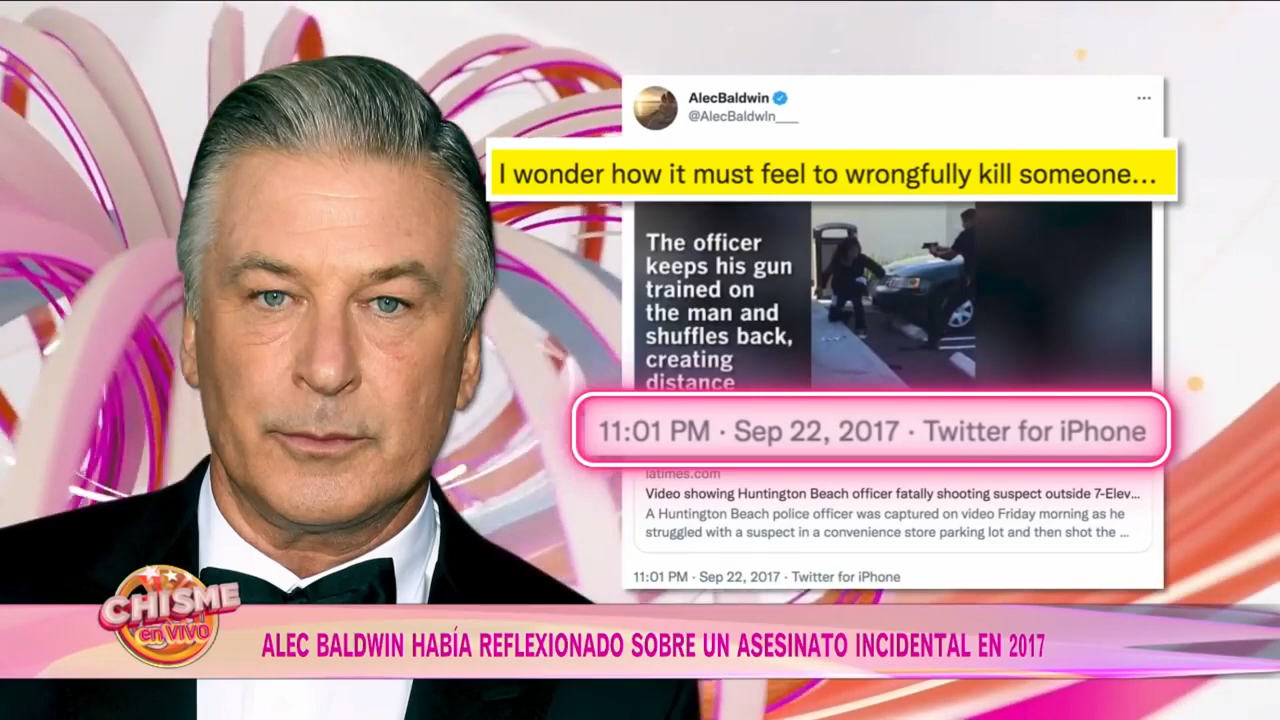 AlecBaldwin
@AlecBaldwln___
I wonder how it must feel to wrongfully kill someone...
The officer
keeps his gun
trained on
the man and
shuffles back,
creating
distance
11:01 PM · Sep 22, 2017 · Twitter for iPhone
latimes.com
Video showing Huntington Beach officer fatally shooting suspect outside 7-Elev...
A Huntington Beach police officer was captured on video Friday morning as he
struggled with a suspect in a convenience store parking lot and then shot the ...
11:01 PM · Sep 22, 2017 · Twitter for iPhone
CHISME
en VIVO
ALEC BALDWIN HABÍA REFLEXIONADO SOBRE UN ASESINATO INCIDENTAL EN 2017